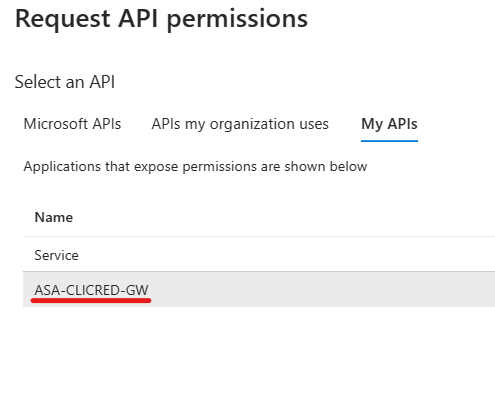 Request API permissions
Select an API
Microsoft APIs APIs my organization uses My APIs
Applications that expose permissions are shown below
Name
Service
ASA-CLICRED-GW